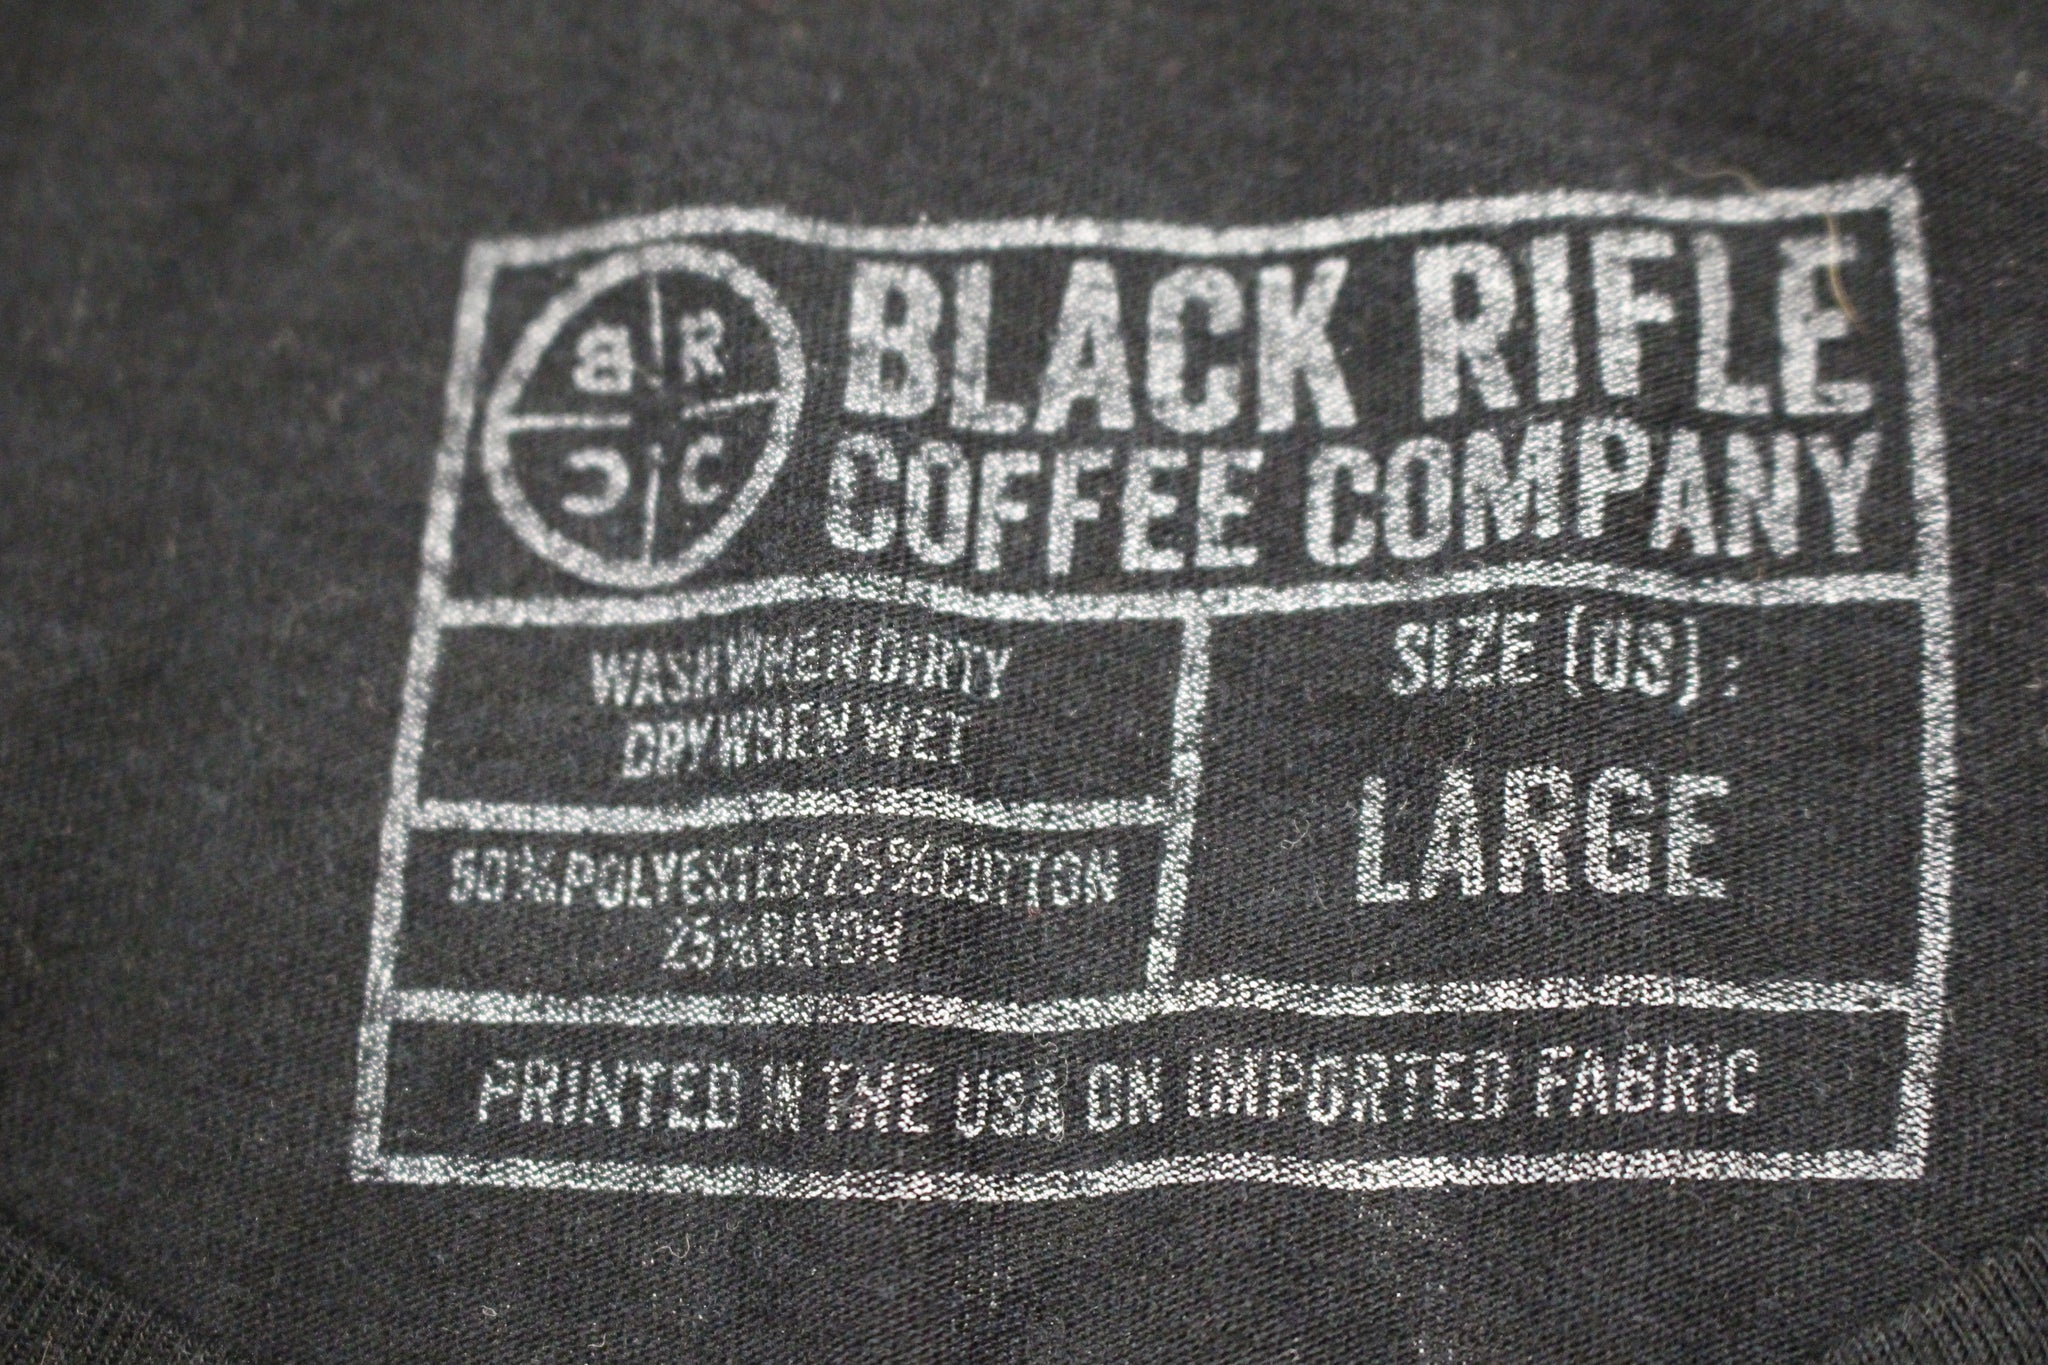 B R
C C
BLACK RIFLE
COFFEE COMPANY
WASH WHEN DIRTY
DRY WHEN WET
SIZE (US):
LARGE
50% POLYESTER/25% COTTON
25% RAYON
PRINTED IN THE USA ON IMPORTED FABRIC